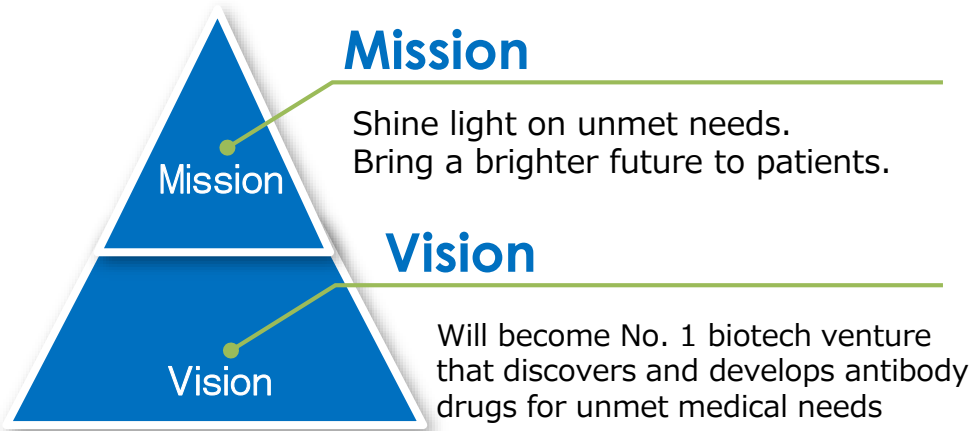 Mission
Shine light on unmet needs.
Bring a brighter future to patients.
Mission
Vision
Will become No. 1 biotech venture
that discovers and develops antibody
drugs for unmet medical needs
Vision